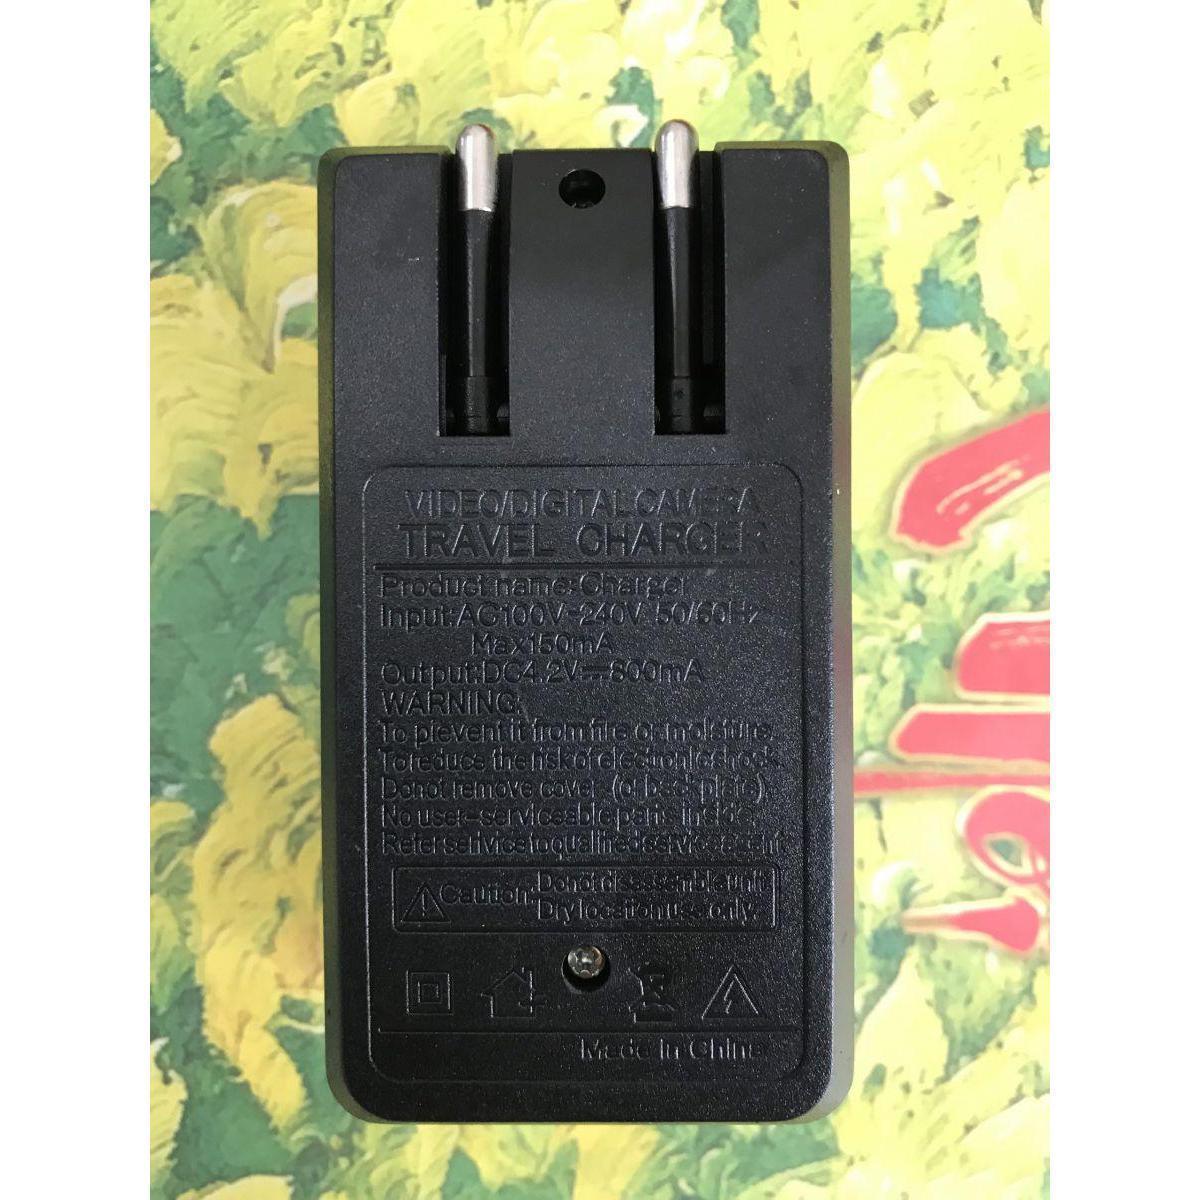 VIDEO/DIGITAL CAMERA
TRAVEL CHARGER
Product name:Charger
Input:AC100V-240V 50/60Hz
Max150mA
Output:DC4.2V⎓800mA
WARNING:
To pievent it from fire or moisture.
To reduce the risk of electronic shock.
Do not remove cover (or back plate).
No user-serviceable parts inside.
Refer service to qualified service agent
Caution: Do not disassemble unit
Dry location use only.
Made in China